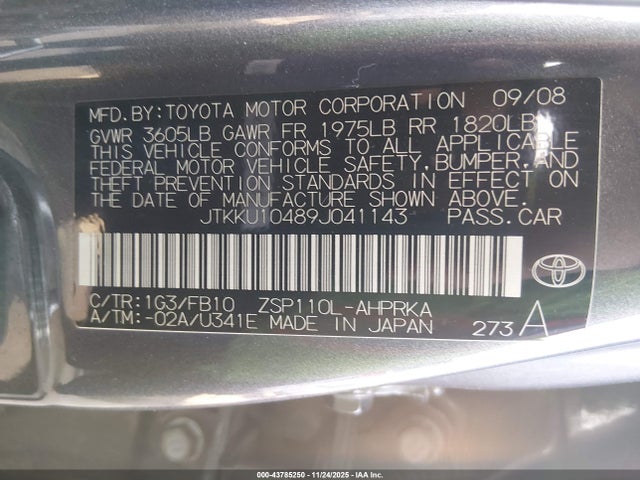 MFD. BY: TOYOTA MOTOR CORPORATION 09/08
GVWR 3605LB GAWR FR 1975LB RR 1820LB
THIS VEHICLE CONFORMS TO ALL APPLICABLE
FEDERAL MOTOR VEHICLE SAFETY, BUMPER, AND
THEFT PREVENTION STANDARDS IN EFFECT ON
THE DATE OF MANUFACTURE SHOWN ABOVE.
JTKKU10489J041143 PASS. CAR
C/TR: 1G3/FB10 ZSP110L-AHPRKA
A/TM: -02A/U341E MADE IN JAPAN 273 A
000-43785250 - 11/24/2025 - IAA Inc.